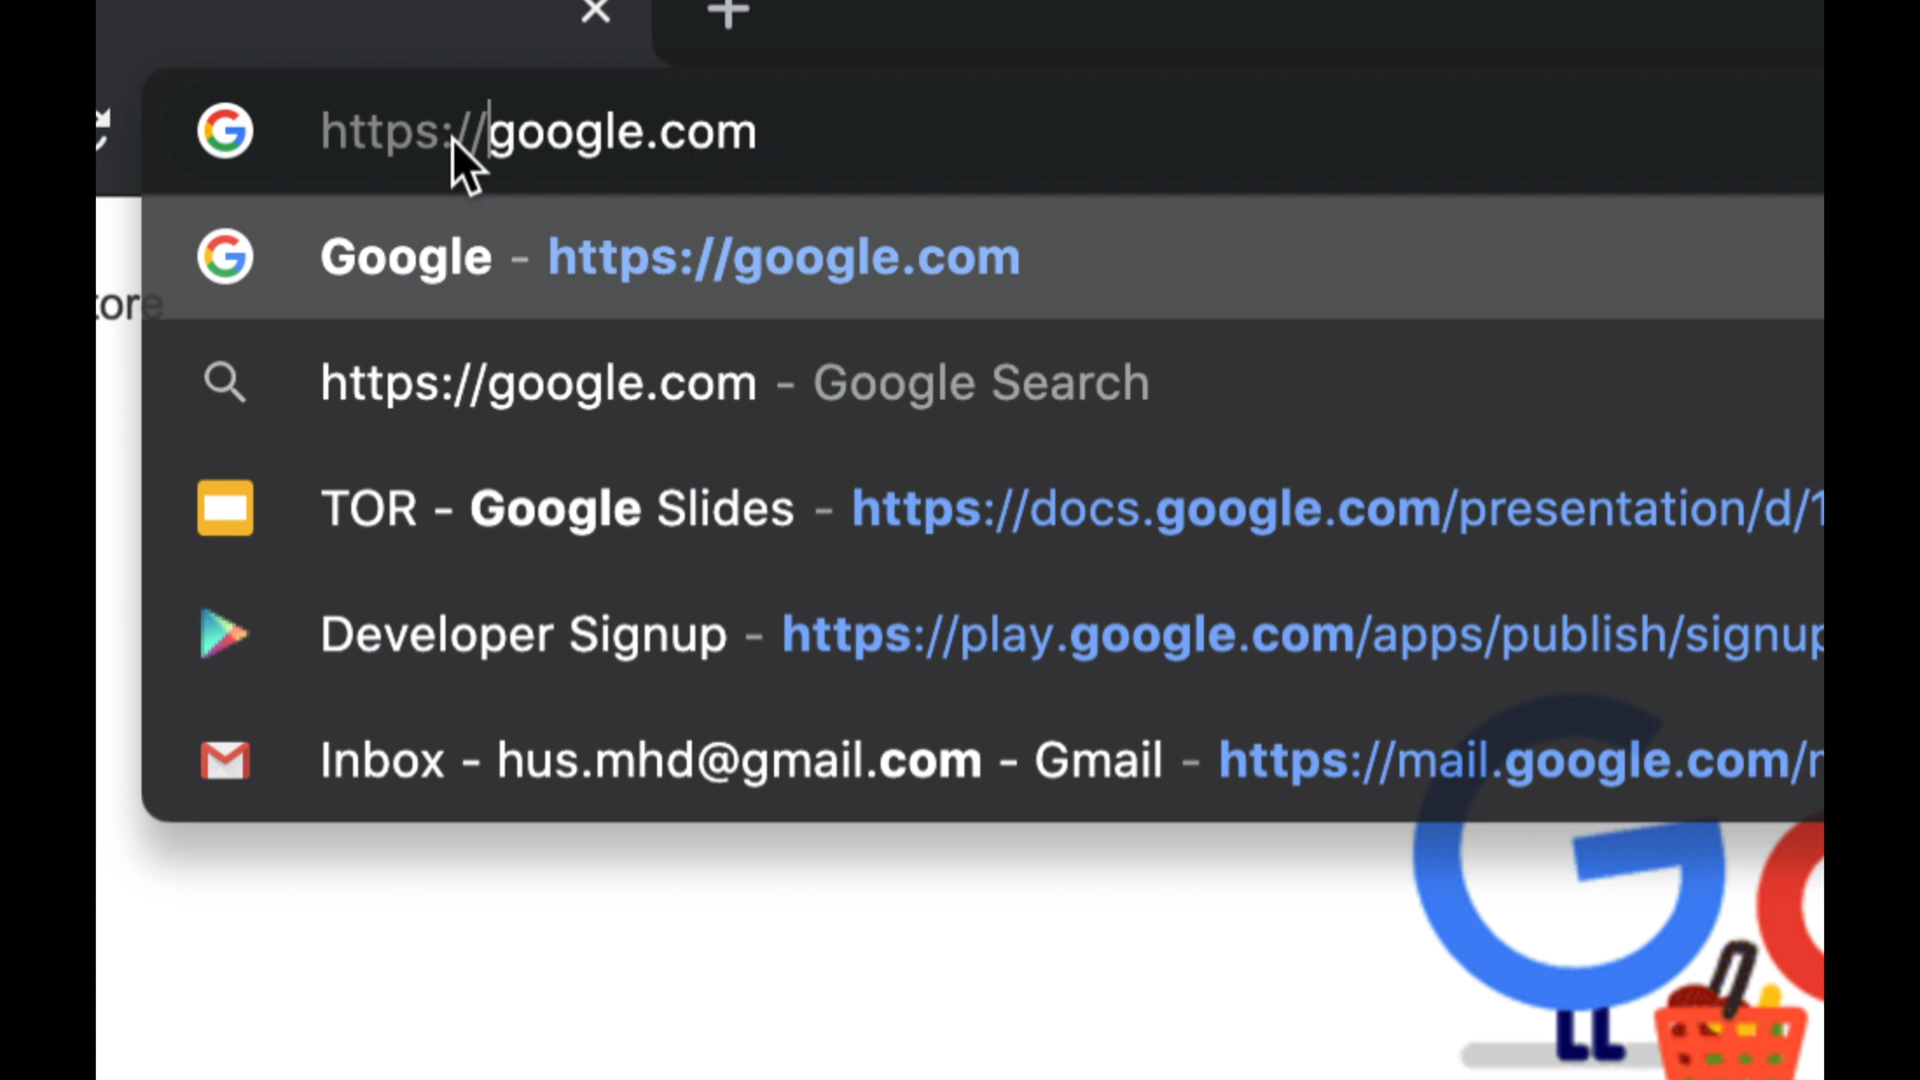 https://google.com
Google - https://google.com
tore
https://google.com - Google Search
TOR - Google Slides - https://docs.google.com/presentation/d/1
Developer Signup - https://play.google.com/apps/publish/signup
Inbox - hus.mhd@gmail.com - Gmail - https://mail.google.com/
G